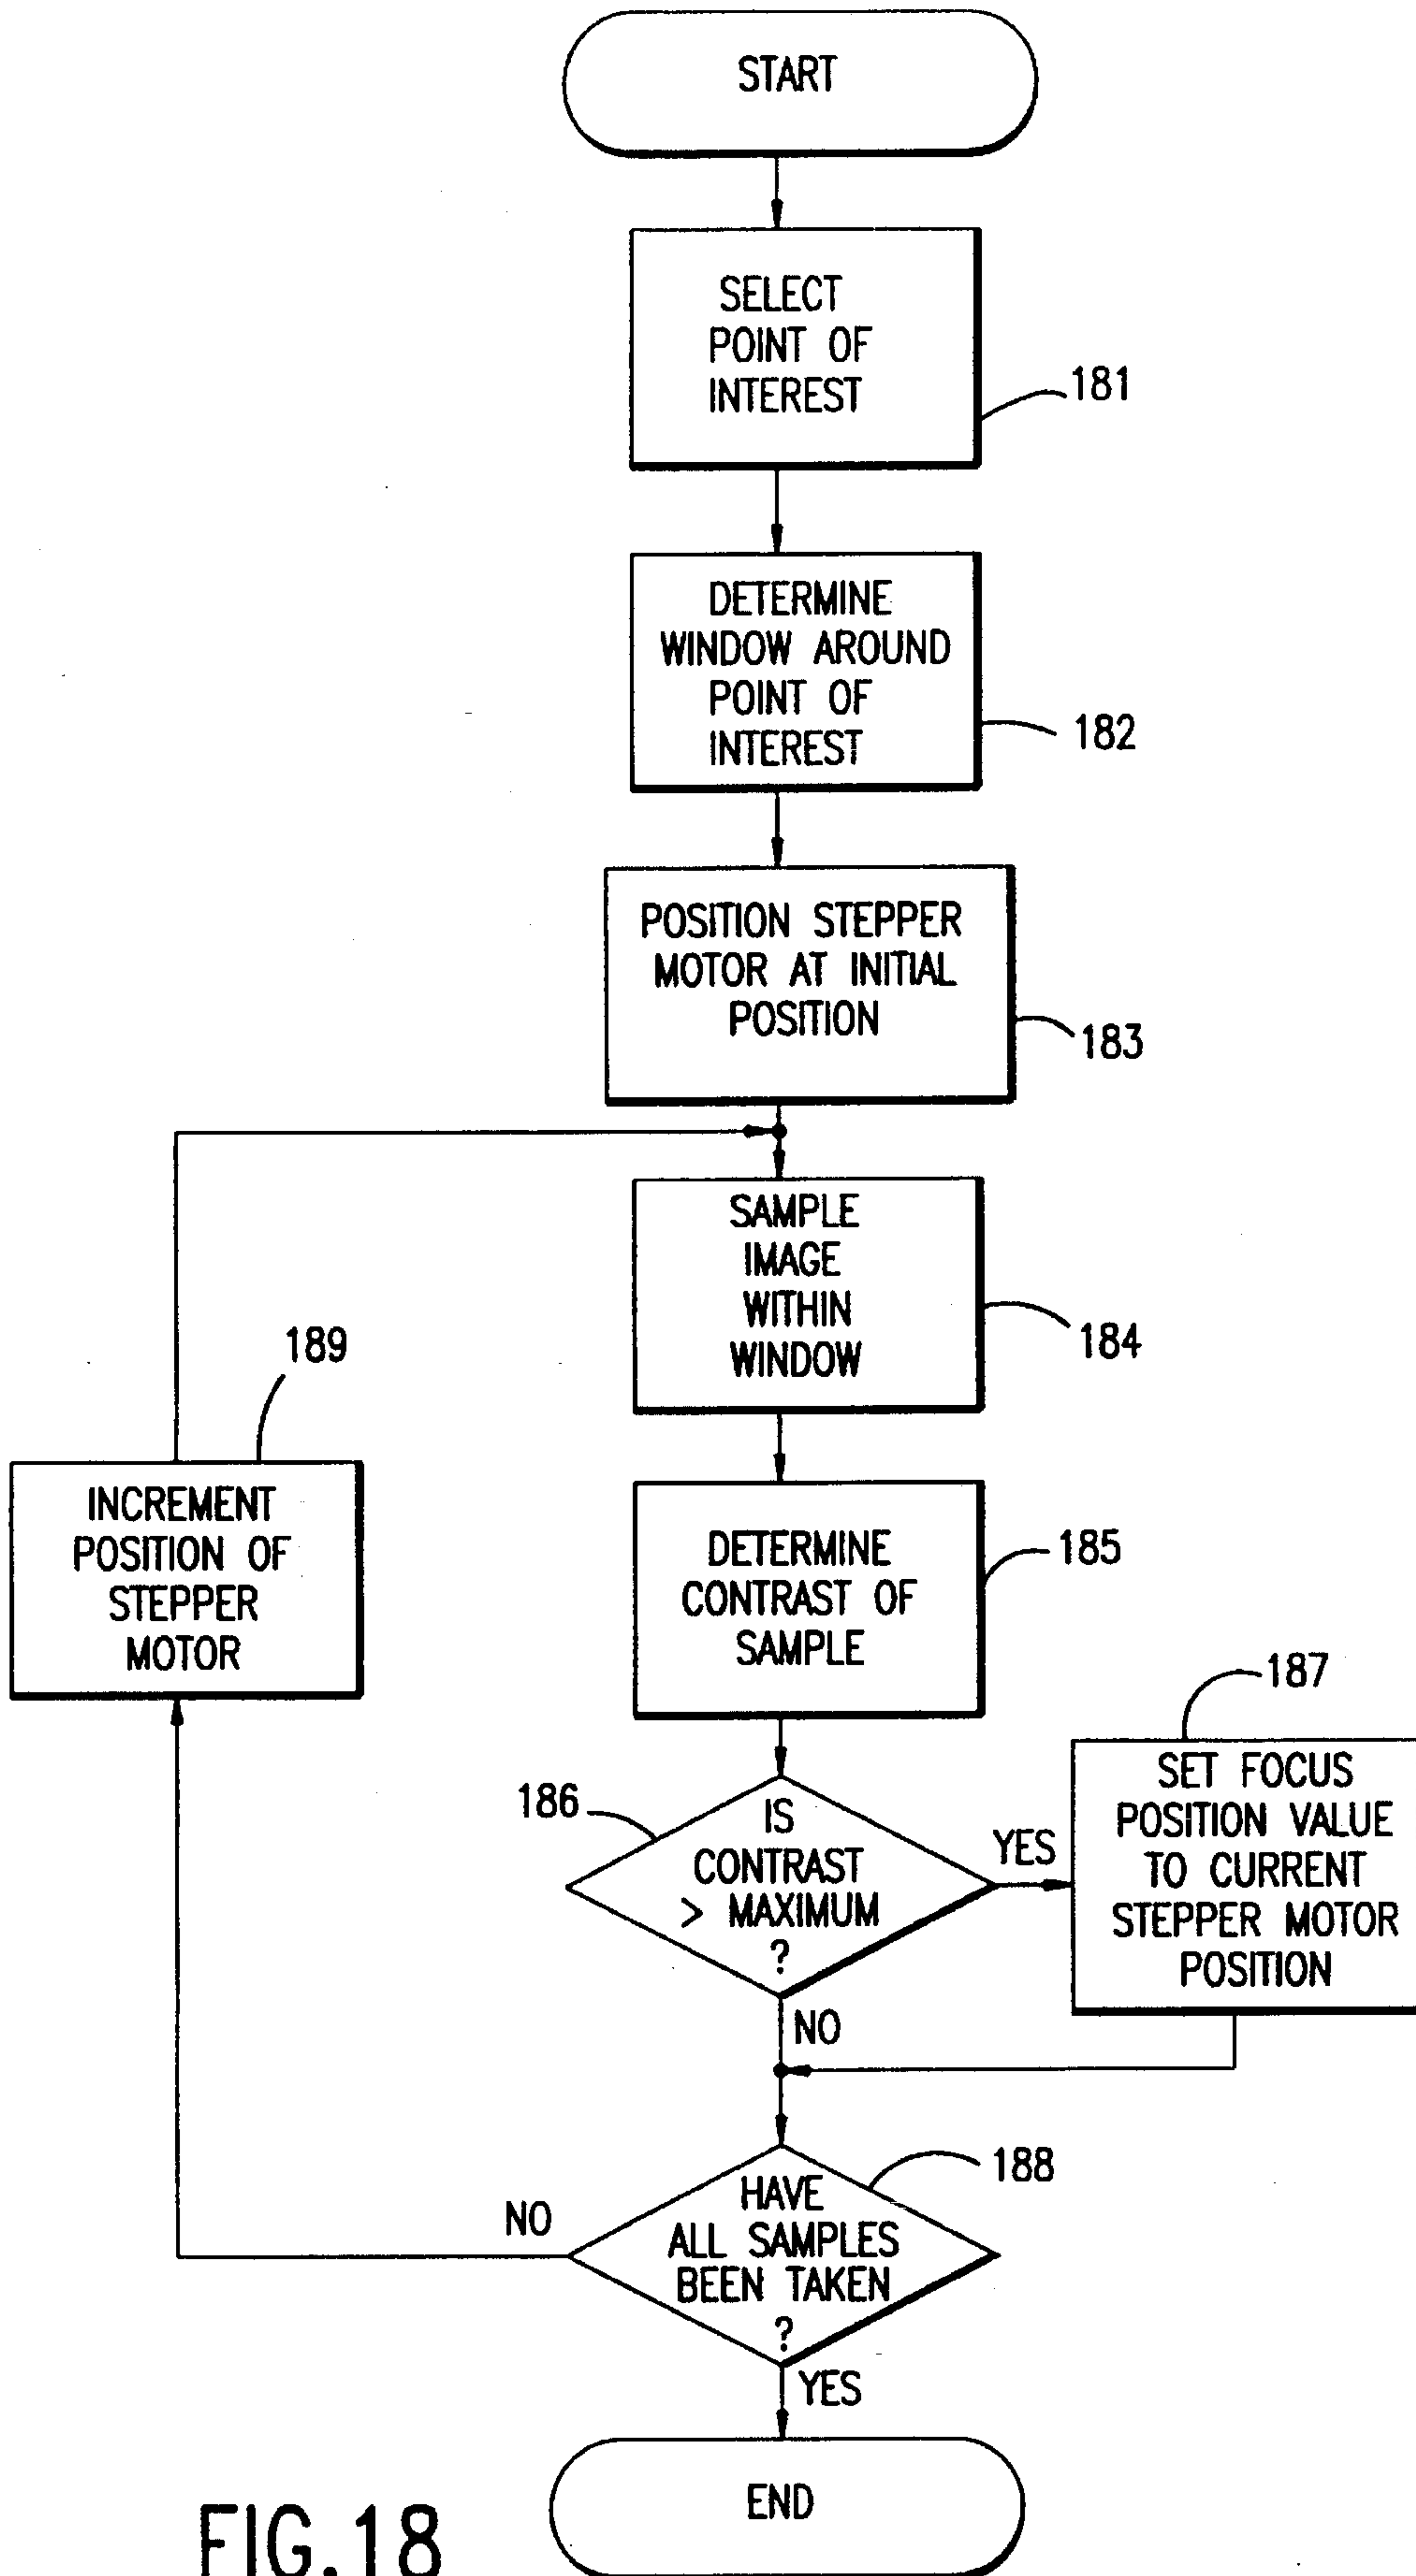 START
SELECT
POINT OF
INTEREST
181
DETERMINE
WINDOW AROUND
POINT OF
INTEREST
182
POSITION STEPPER
MOTOR AT INITIAL
POSITION
183
SAMPLE
IMAGE
WITHIN
WINDOW
184
189
INCREMENT
POSITION OF
STEPPER
MOTOR
DETERMINE
CONTRAST OF
SAMPLE
185
186
IS
CONTRAST
> MAXIMUM
?
YES
NO
187
SET FOCUS
POSITION VALUE
TO CURRENT
STEPPER MOTOR
POSITION
188
HAVE
ALL SAMPLES
BEEN TAKEN
?
NO
YES
END
FIG.18